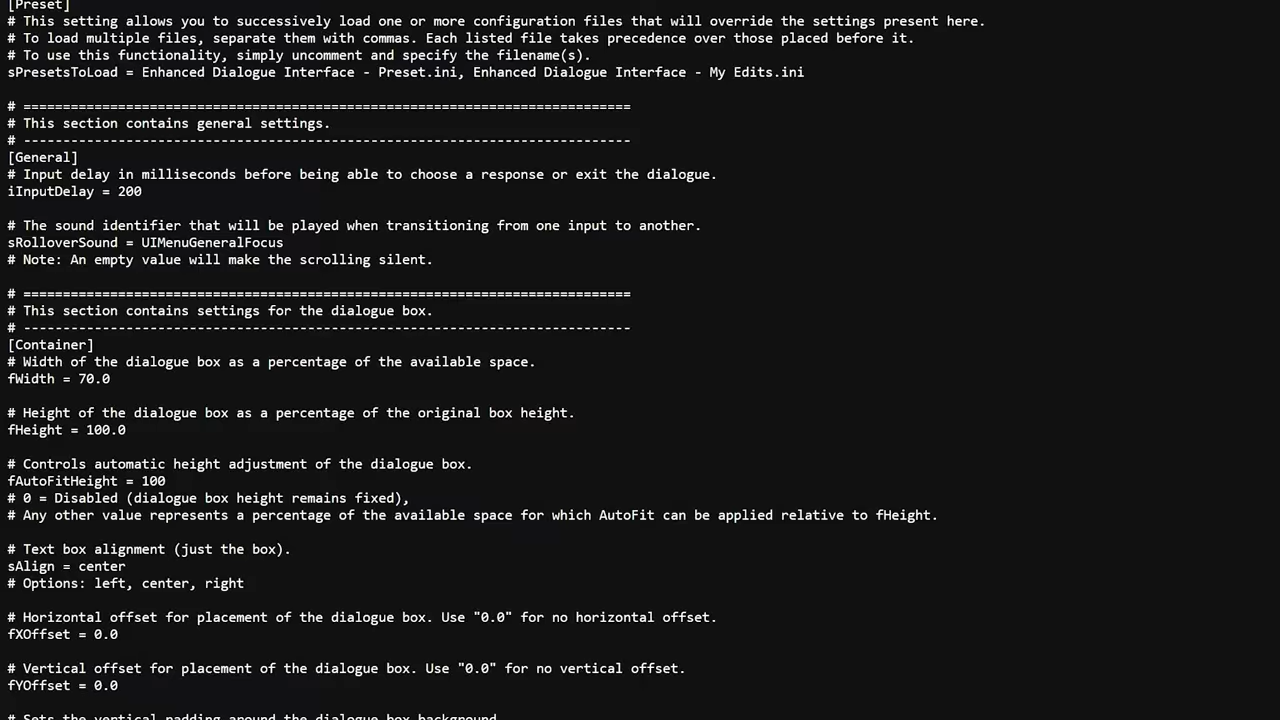 [Preset]
# This setting allows you to successively load one or more configuration files that will override the settings present here.
# To load multiple files, separate them with commas. Each listed file takes precedence over those placed before it.
# To use this functionality, simply uncomment and specify the filename(s).
sPresetsToLoad = Enhanced Dialogue Interface - Preset.ini, Enhanced Dialogue Interface - My Edits.ini
# =============================================================================
# This section contains general settings.
# -----------------------------------------------------------------------------
[General]
# Input delay in milliseconds before being able to choose a response or exit the dialogue.
iInputDelay = 200
# The sound identifier that will be played when transitioning from one input to another.
sRolloverSound = UIMenuGeneralFocus
# Note: An empty value will make the scrolling silent.
# =============================================================================
# This section contains settings for the dialogue box.
# -----------------------------------------------------------------------------
[Container]
# Width of the dialogue box as a percentage of the available space.
fWidth = 70.0
# Height of the dialogue box as a percentage of the original box height.
fHeight = 100.0
# Controls automatic height adjustment of the dialogue box.
fAutoFitHeight = 100
# 0 = Disabled (dialogue box height remains fixed),
# Any other value represents a percentage of the available space for which AutoFit can be applied relative to fHeight.
# Text box alignment (just the box).
sAlign = center
# Options: left, center, right
# Horizontal offset for placement of the dialogue box. Use "0.0" for no horizontal offset.
fXOffset = 0.0
# Vertical offset for placement of the dialogue box. Use "0.0" for no vertical offset.
fYOffset = 0.0
# Sets the vertical padding around the dialogue box background.